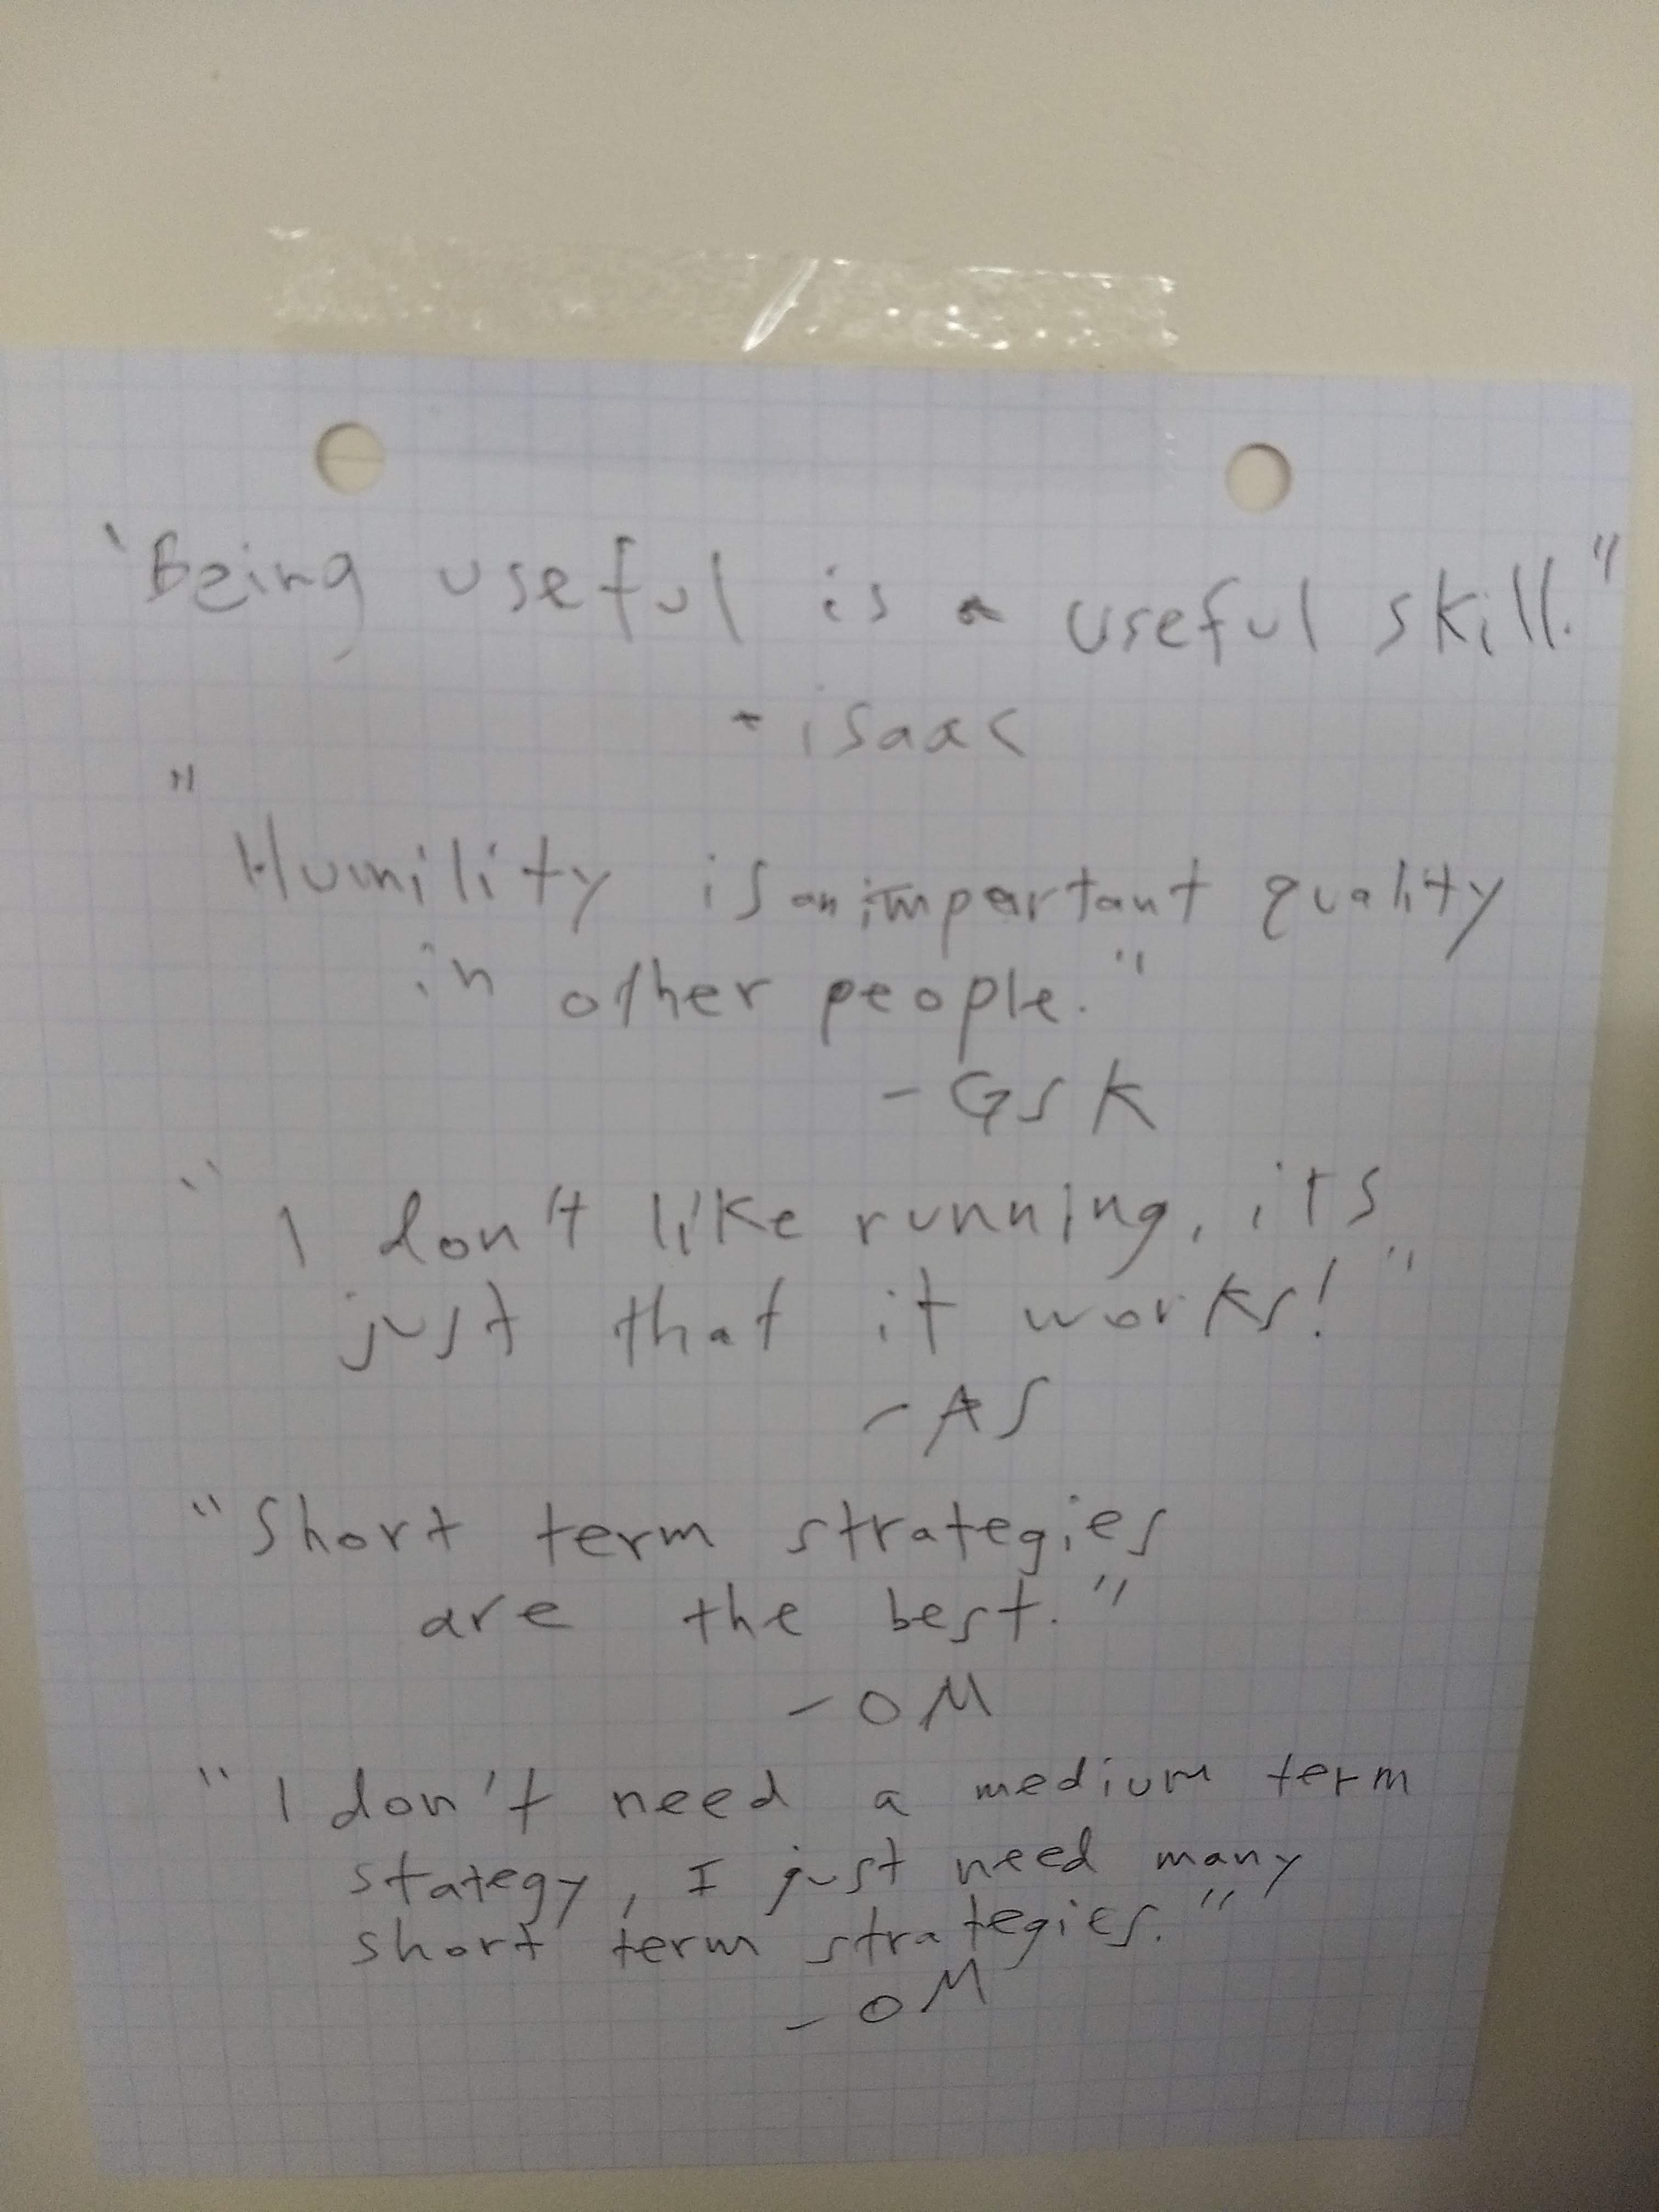 "Being useful is a useful skill."
- isaac
"Humility is an important quality
in other people."
- GSK
"I don't like running, its
just that it works!"
- AS
"Short term strategies
are the best."
- OM
"I don't need a medium term
stategy, I just need many
short term strategies."
- OM